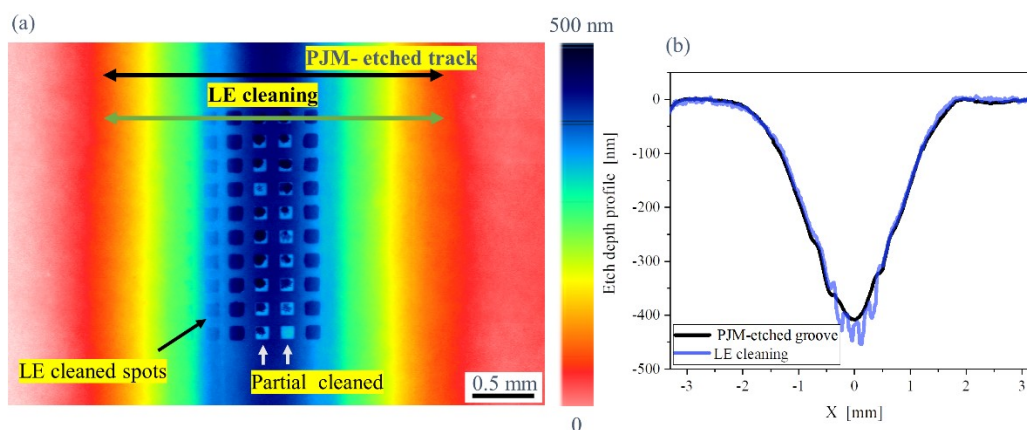 (a)
500 nm
PJM- etched track
LE cleaning
LE cleaned spots
Partial cleaned
0.5 mm
0
(b)
Etch depth profile [nm]
0
-100
-200
-300
-400
-500
PJM-etched groove
LE cleaning
-3 -2 -1 0 1 2 3
X [mm]